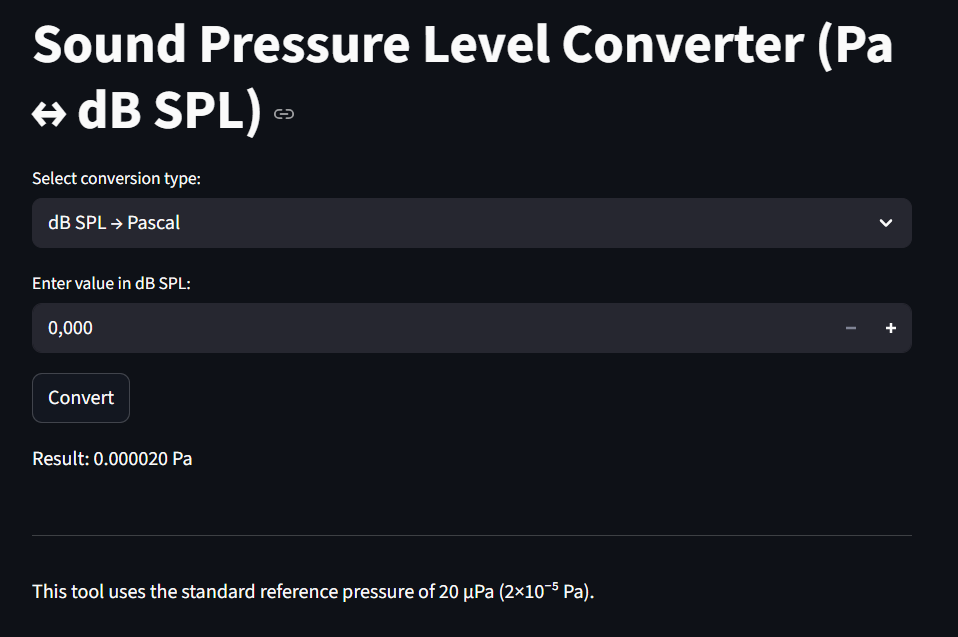 Sound Pressure Level Converter (Pa
↔ dB SPL)
Select conversion type:
dB SPL → Pascal
Enter value in dB SPL:
0,000
Convert
Result: 0.000020 Pa
This tool uses the standard reference pressure of 20 µPa (2×10⁻⁵ Pa).